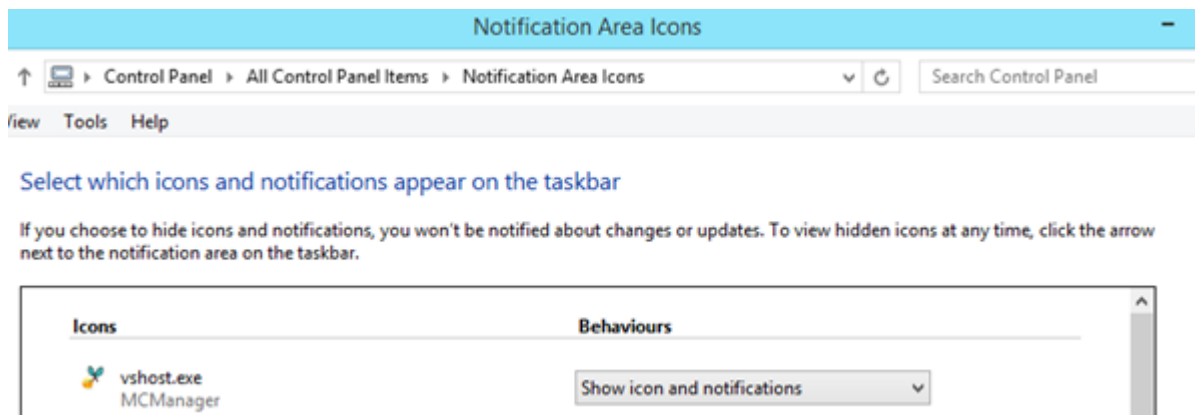 Notification Area Icons
Control Panel All Control Panel Items Notification Area Icons Search Control Panel
View Tools Help
Select which icons and notifications appear on the taskbar
If you choose to hide icons and notifications, you won't be notified about changes or updates. To view hidden icons at any time, click the arrow
next to the notification area on the taskbar.
Icons Behaviours
vshost.exe Show icon and notifications
MCManager